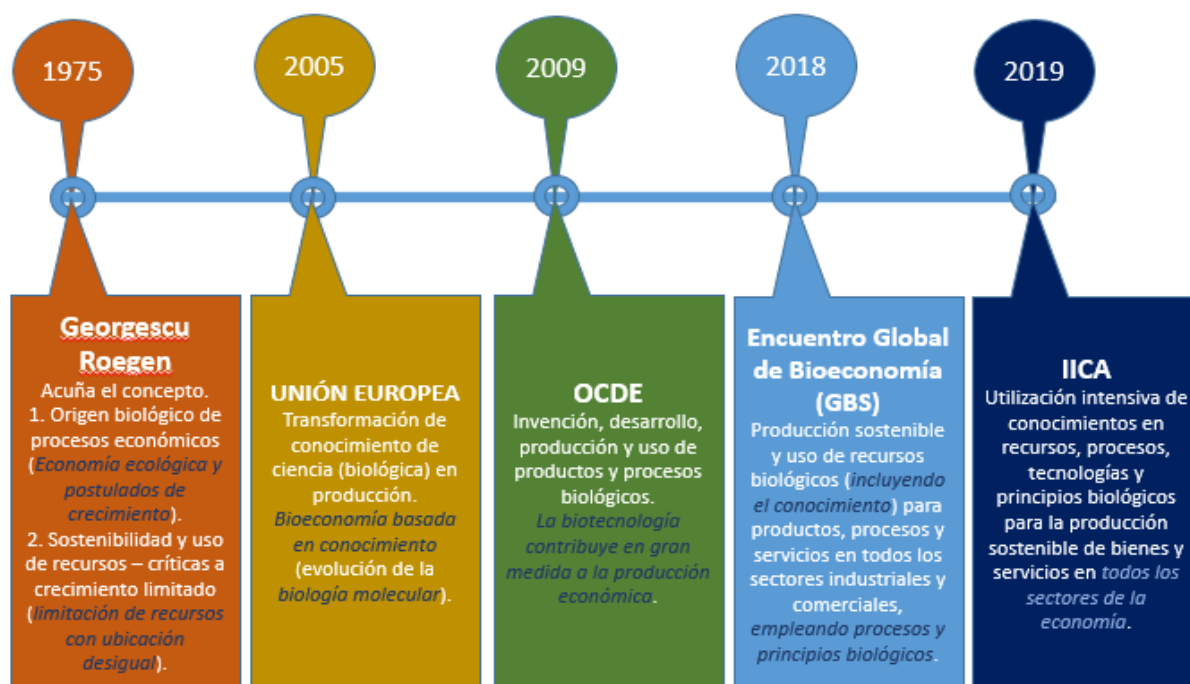 1975
2005
2009
2018
2019
Georgescu
Roegen
Acuña el concepto.
1. Origen biológico de
procesos económicos
(Economía ecológica y
postulados de
crecimiento).
2. Sostenibilidad y uso
de recursos – críticas a
crecimiento limitado
(limitación de recursos
con ubicación
desigual).
UNIÓN EUROPEA
Transformación de
conocimiento de
ciencia (biológica) en
producción.
Bioeconomía basada
en conocimiento
(evolución de la
biología molecular).
OCDE
Invención, desarrollo,
producción y uso de
productos y procesos
biológicos.
La biotecnología
contribuye en gran
medida a la producción
económica.
Encuentro Global
de Bioeconomía
(GBS)
Producción sostenible
y uso de recursos
biológicos (incluyendo
el conocimiento) para
productos, procesos y
servicios en todos los
sectores industriales y
comerciales,
empleando procesos y
principios biológicos.
IICA
Utilización intensiva de
conocimientos en
recursos, procesos,
tecnologías y
principios biológicos
para la producción
sostenible de bienes y
servicios en todos los
sectores de la
economía.